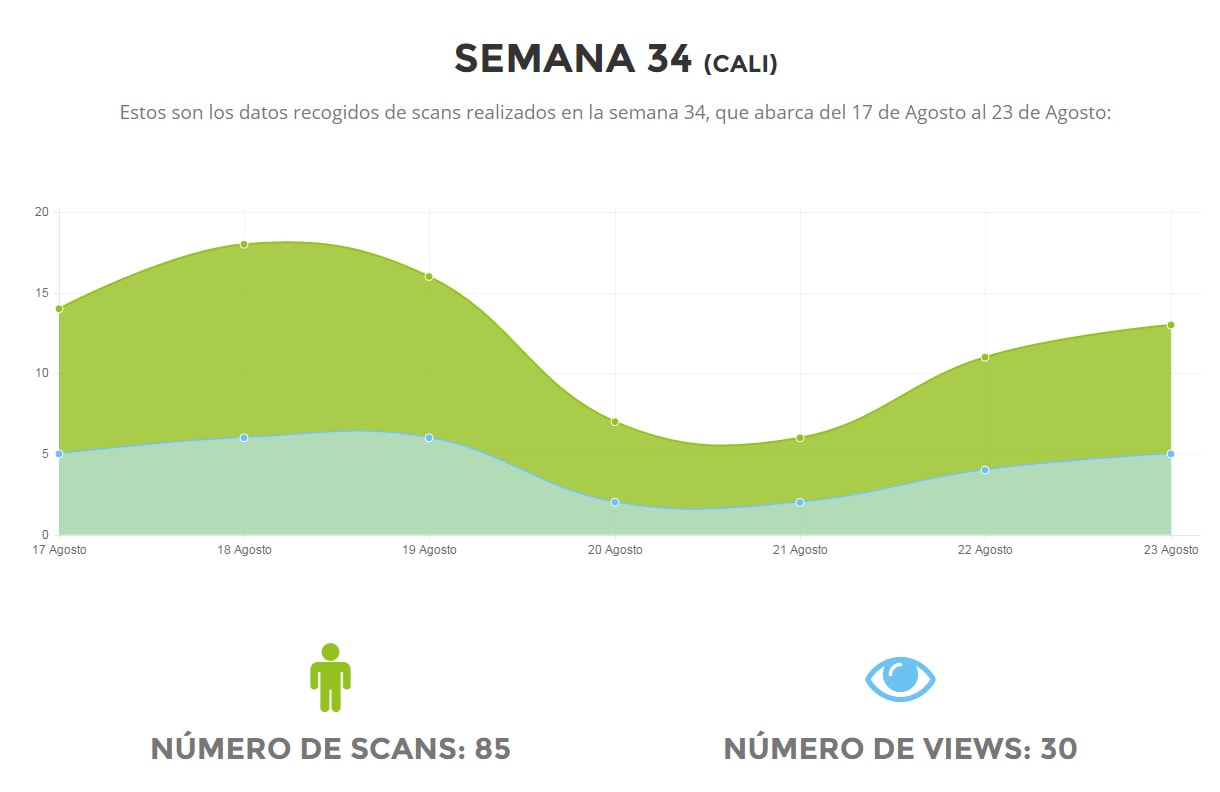 SEMANA 34 (CALI)
Estos son los datos recogidos de scans realizados en la semana 34, que abarca del 17 de Agosto al 23 de Agosto:
20
15
10
5
0
17 Agosto 18 Agosto 19 Agosto 20 Agosto 21 Agosto 22 Agosto 23 Agosto
NÚMERO DE SCANS: 85 NÚMERO DE VIEWS: 30